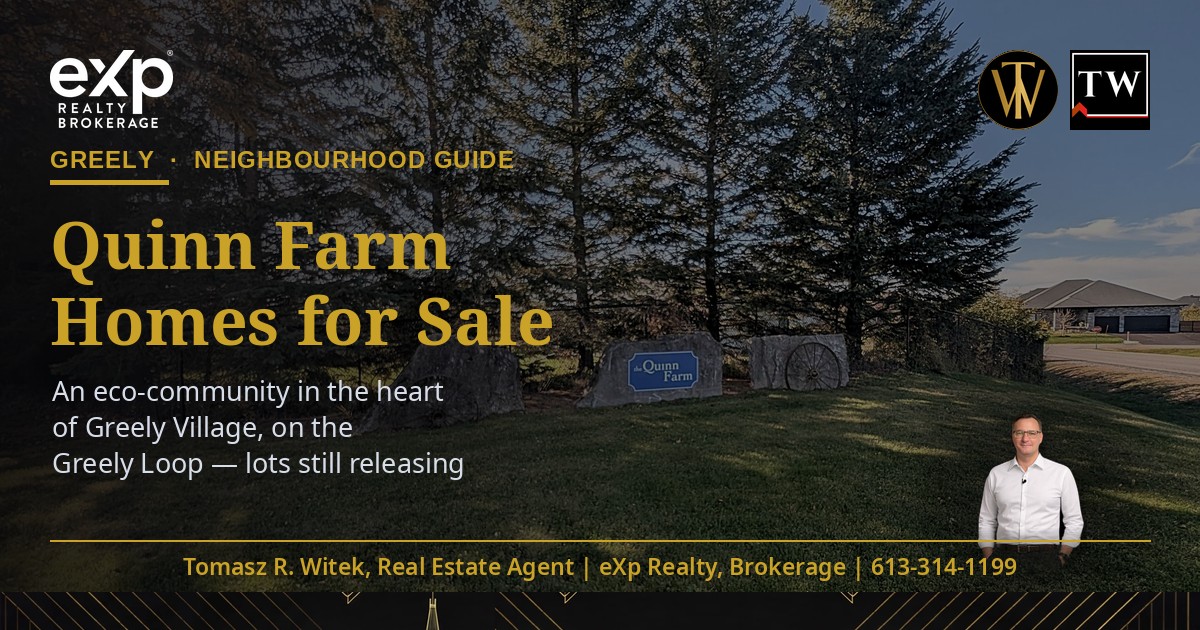 eXp®
REALTY
BROKERAGE
TW
TW
GREELY · NEIGHBOURHOOD GUIDE
Quinn Farm
Homes for Sale
the Quinn
Farm
An eco-community in the heart
of Greely Village, on the
Greely Loop — lots still releasing
Tomasz R. Witek, Real Estate Agent | eXp Realty, Brokerage | 613-314-1199